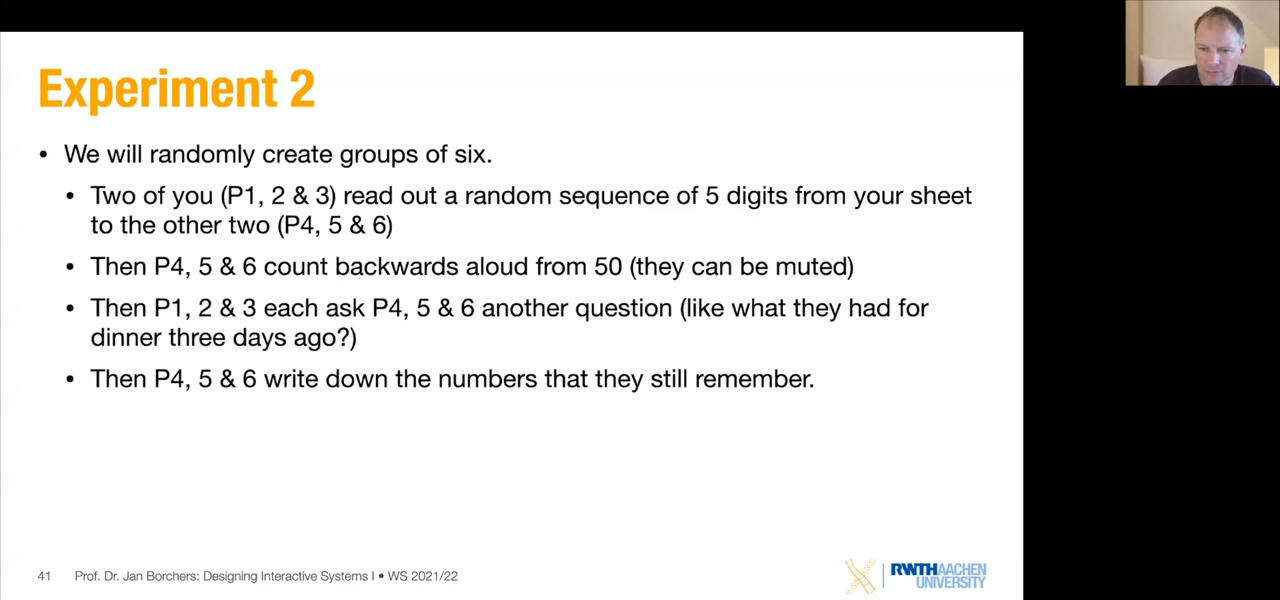 Experiment 2
• We will randomly create groups of six.
• Two of you (P1, 2 & 3) read out a random sequence of 5 digits from your sheet
to the other two (P4, 5 & 6)
• Then P4, 5 & 6 count backwards aloud from 50 (they can be muted)
• Then P1, 2 & 3 each ask P4, 5 & 6 another question (like what they had for
dinner three days ago?)
• Then P4, 5 & 6 write down the numbers that they still remember.
41 Prof. Dr. Jan Borchers: Designing Interactive Systems I • WS 2021/22
RWTHAACHEN
UNIVERSITY